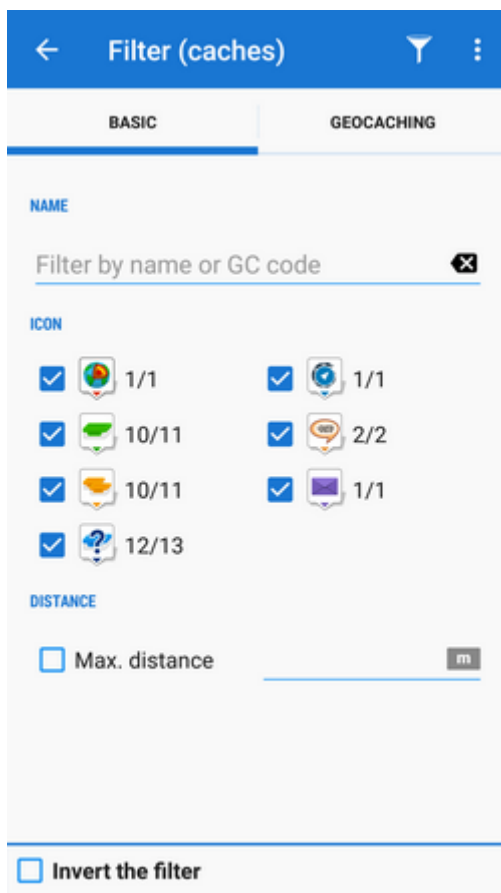 Filter (caches)
BASIC GEOCACHING
NAME
Filter by name or GC code
ICON
1/1 1/1
10/11 2/2
10/11 1/1
12/13
DISTANCE
Max. distance m
Invert the filter